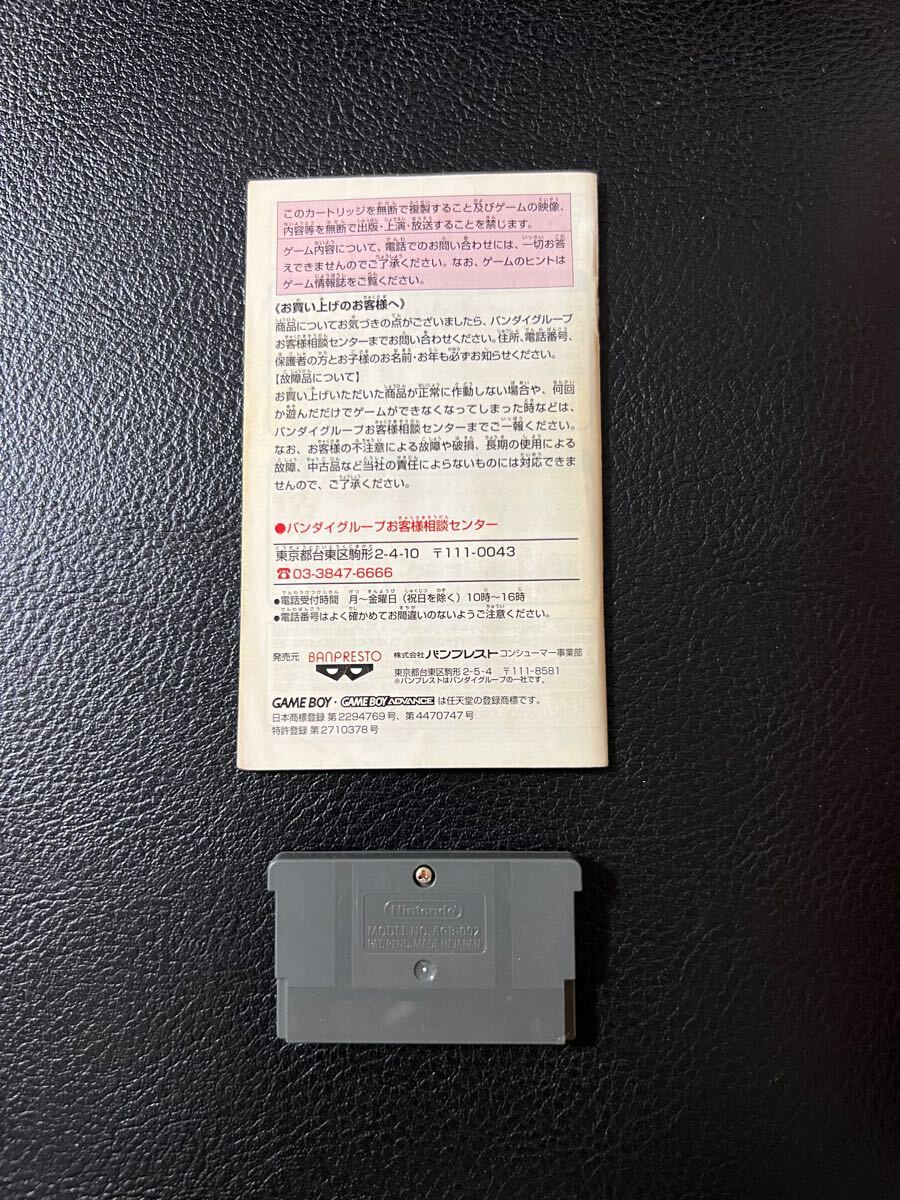 このカートリッジを無断で複製すること及びゲームの映像、
内容等を無断で出版・上演・放送することを禁じます。
ゲーム内容について、電話でのお問い合わせには、一切お答
えできませんのでご了承ください。なお、ゲームのヒントは
ゲーム情報誌をご覧ください。
《お買い上げのお客様へ》
商品についてお気づきの点がございましたら、バンダイグループ
お客様相談センターまでお問い合わせください。住所、電話番号、
保護者の方とお子様のお名前・お年も必ずお知らせください。
【故障品について】
お買い上げいただいた商品が正常に作動しない場合や、何回
か遊んだだけでゲームができなくなってしまった時などは、
バンダイグループお客様相談センターまでご一報ください。
なお、お客様の不注意による故障や破損、長期の使用による
故障、中古品など当社の責任によらないものには対応できま
せんので、ご了承ください。
●バンダイグループお客様相談センター
東京都台東区駒形2-4-10 〒111-0043
☎03-3847-6666
●電話受付時間 月〜金曜日(祝日を除く)10時〜16時
●電話番号はよく確かめてお間違いのないようご注意ください。
発売元 BANPRESTO 株式会社 バンプレスト コンシューマー事業部
東京都台東区駒形2-5-4 〒111-8581
※バンプレストはバンダイグループの一社です。
GAME BOY・GAME BOY ADVANCE は任天堂の登録商標です。
日本商標登録 第2294769号、第4470747号
特許登録 第2710378号
Nintendo
MODEL NO. AGB-002
PAT. PEND. MADE IN JAPAN